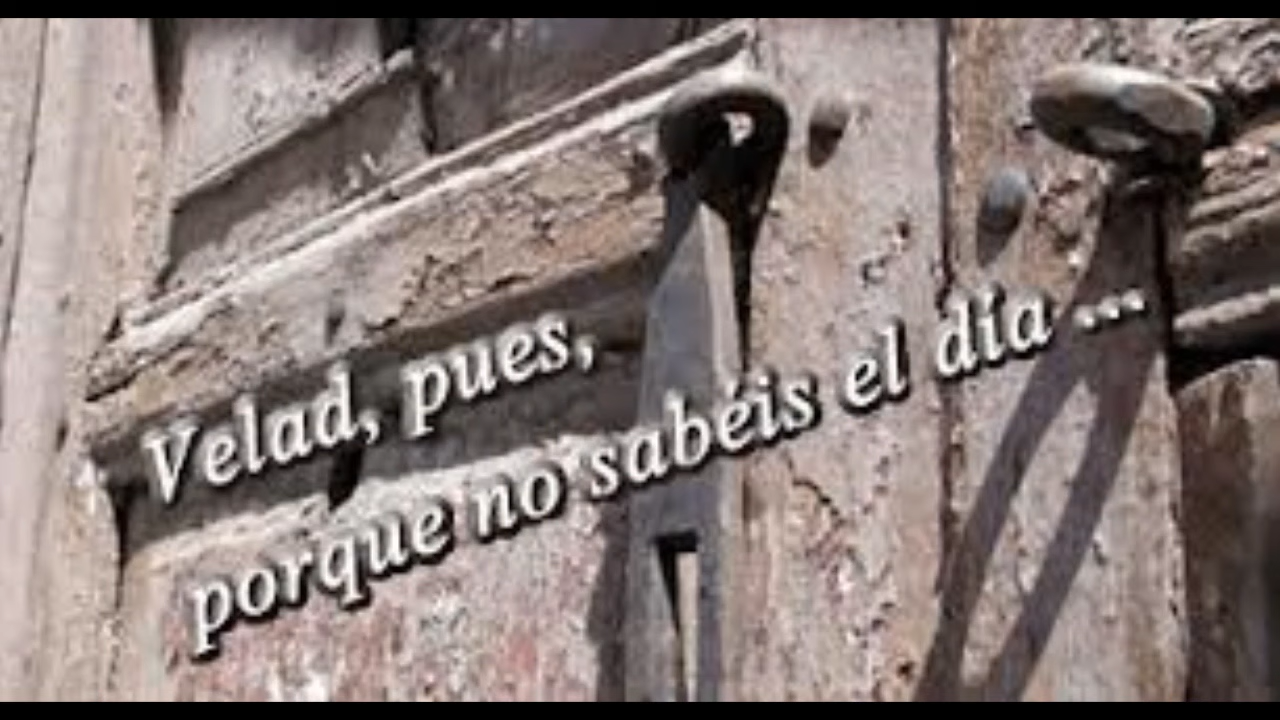 Velad, pues,
porque no sabéis el día ...